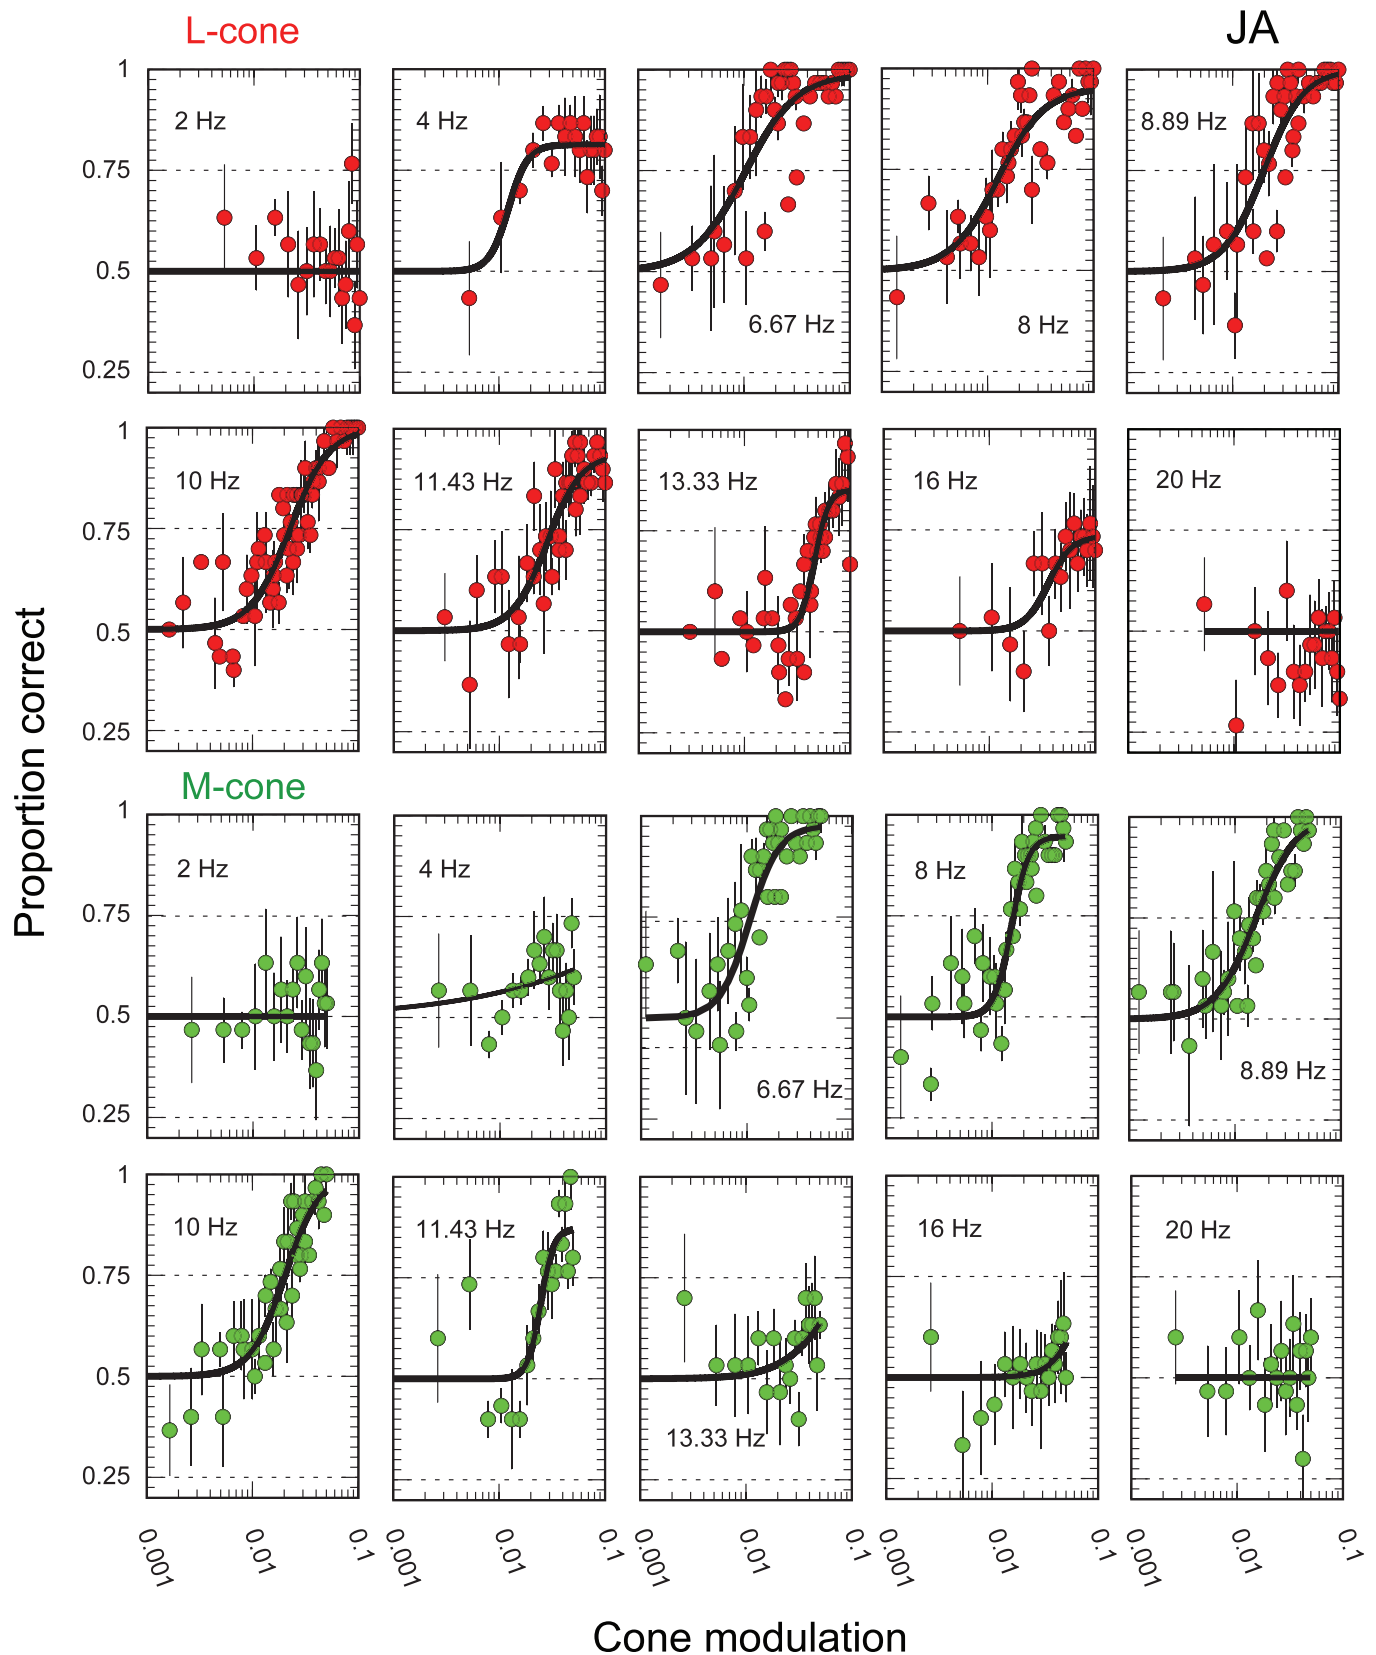 L-cone JA
1
0.75
0.5
0.25
2 Hz
4 Hz
6.67 Hz
8 Hz
8.89 Hz
1
0.75
0.5
0.25
10 Hz
11.43 Hz
13.33 Hz
16 Hz
20 Hz
Proportion correct
M-cone
1
0.75
0.5
0.25
2 Hz
4 Hz
6.67 Hz
8 Hz
8.89 Hz
1
0.75
0.5
0.25
10 Hz
11.43 Hz
13.33 Hz
16 Hz
20 Hz
0.001 0.01 0.1 0.001 0.01 0.1 0.001 0.01 0.1 0.001 0.01 0.1 0.001 0.01 0.1
Cone modulation